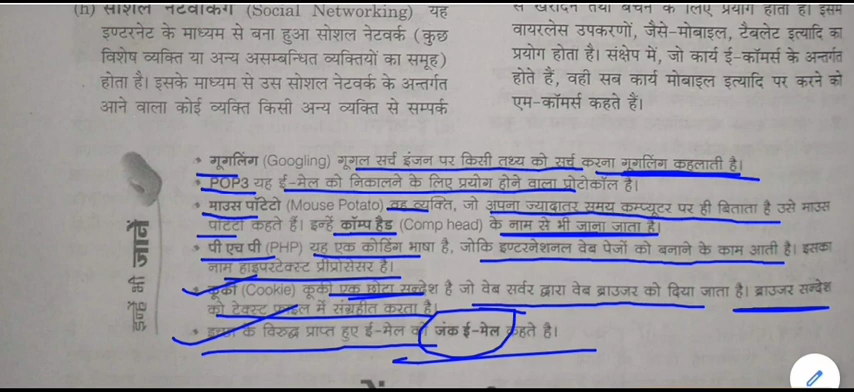 (h) सोशल नेटवर्किंग (Social Networking) यह
इण्टरनेट के माध्यम से बना हुआ सोशल नेटवर्क (कुछ
विशेष व्यक्ति या अन्य असम्बन्धित व्यक्तियों का समूह)
होता है। इसके माध्यम से उस सोशल नेटवर्क के अन्तर्गत
आने वाला कोई व्यक्ति किसी अन्य व्यक्ति से सम्पर्क
से खरीदने तथा बेचने के लिए प्रयोग होता है। इसमें
वायरलेस उपकरणों, जैसे-मोबाइल, टैबलेट इत्यादि का
प्रयोग होता है। संक्षेप में, जो कार्य ई-कॉमर्स के अन्तर्गत
होते हैं, वही सब कार्य मोबाइल इत्यादि पर करने को
एम-कॉमर्स कहते हैं।
इन्हें भी जानें
• गूगलिंग (Googling) गूगल सर्च इंजन पर किसी तथ्य को सर्च करना गूगलिंग कहलाती है।
• POP3 यह ई-मेल को निकालने के लिए प्रयोग होने वाला प्रोटोकॉल है।
• माउस पॉटेटो (Mouse Potato) वह व्यक्ति, जो अपना ज्यादातर समय कम्प्यूटर पर ही बिताता है उसे माउस
पोटेटो कहते हैं। इन्हें कॉम्प हैड (Comp head) के नाम से भी जाना जाता है।
• पी एच पी (PHP) यह एक कोडिंग भाषा है, जोकि इण्टरनेशनल वेब पेजों को बनाने के काम आती है। इसका
नाम हाइपरटेक्स्ट प्रीप्रोसेसर है।
• कूकी (Cookie) कूकी एक छोटा सन्देश है जो वेब सर्वर द्वारा वेब ब्राउजर को दिया जाता है। ब्राउजर सन्देश
को टेक्स्ट फाइल में संग्रहीत करता है।
• इच्छा के विरुद्ध प्राप्त हुए ई-मेल को जंक ई-मेल कहते है।